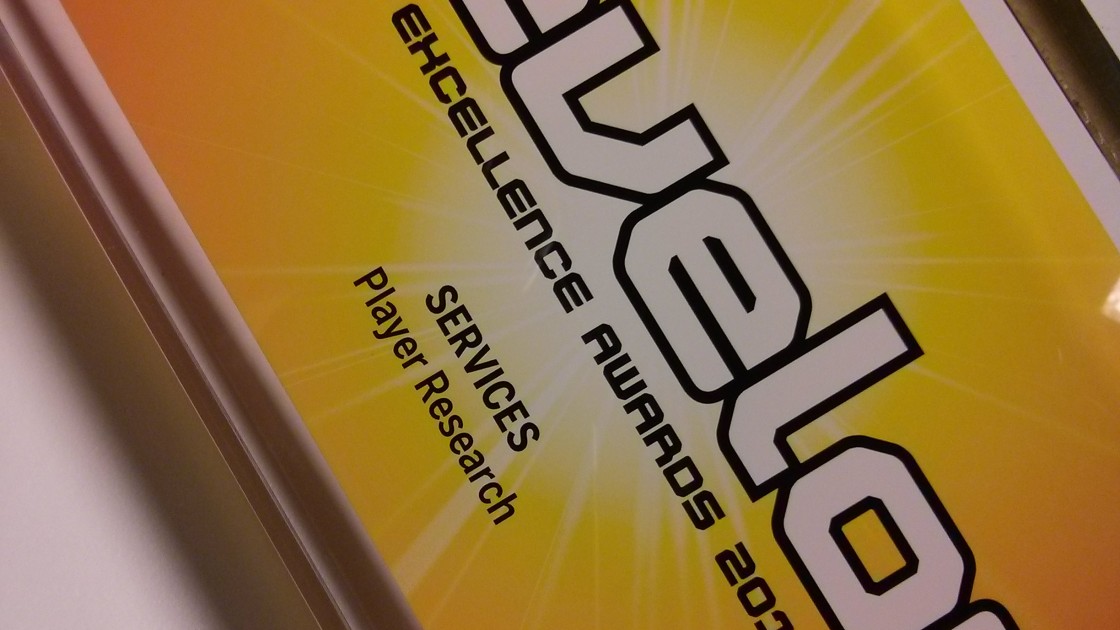 evelo
EXCELLENCE AWARDS 20
SERVICES
Player Research